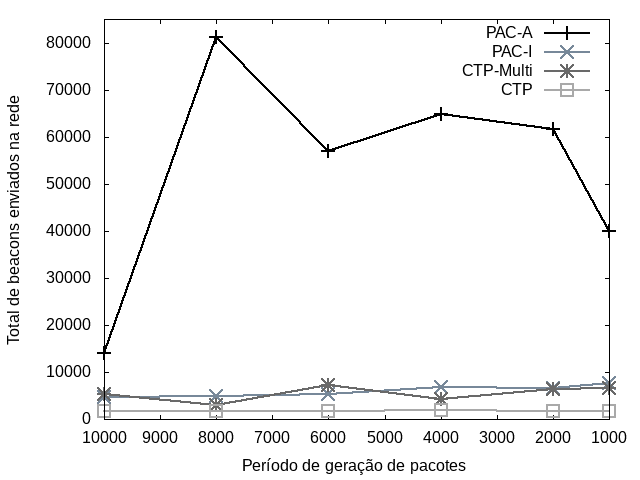 PAC-A
PAC-I
CTP-Multi
CTP
80000
70000
60000
50000
40000
30000
20000
10000
0
Total de beacons enviados na rede
10000 9000 8000 7000 6000 5000 4000 3000 2000 1000
Período de geração de pacotes